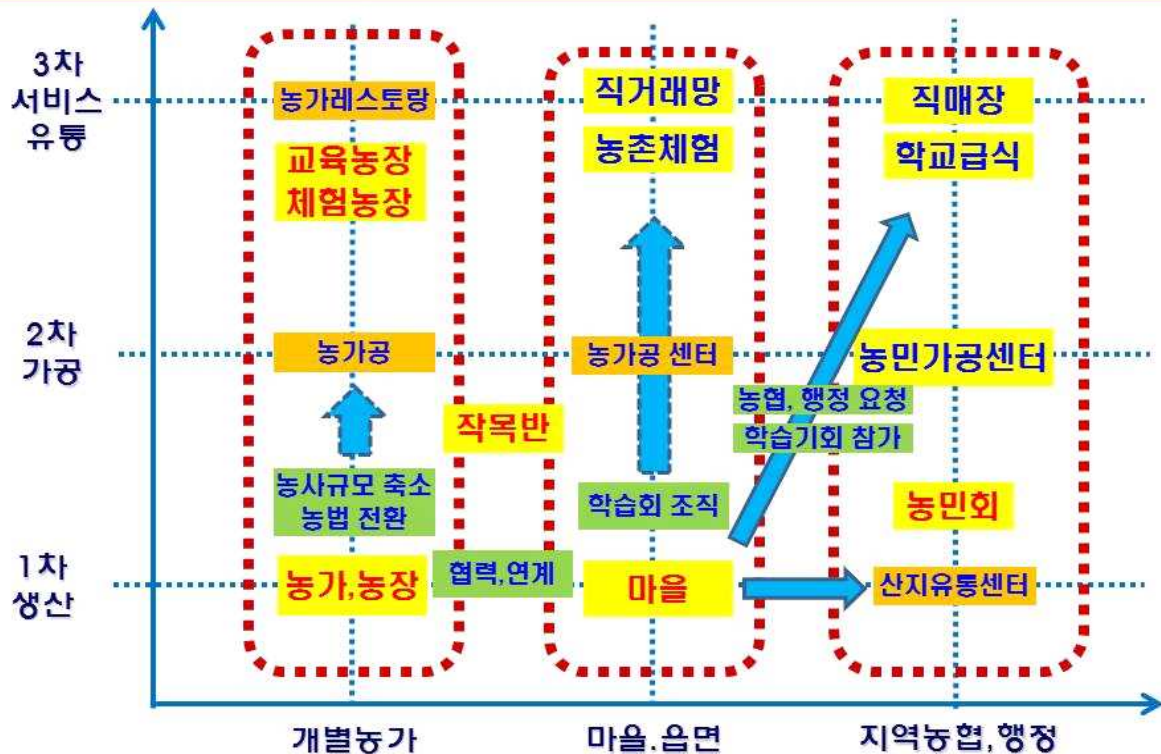 3차
서비스
유통
농가레스토랑
직거래망
직매장
교육농장
체험농장
농촌체험
학교급식
2차
가공
농가공
농가공 센터
농민가공센터
농협, 행정 요청
학습기회 참가
작목반
농사규모 축소
농법 전환
학습회 조직
농민회
1차
생산
농가,농장
협력,연계
마을
산지유통센터
개별농가
마을.읍면
지역농협,행정